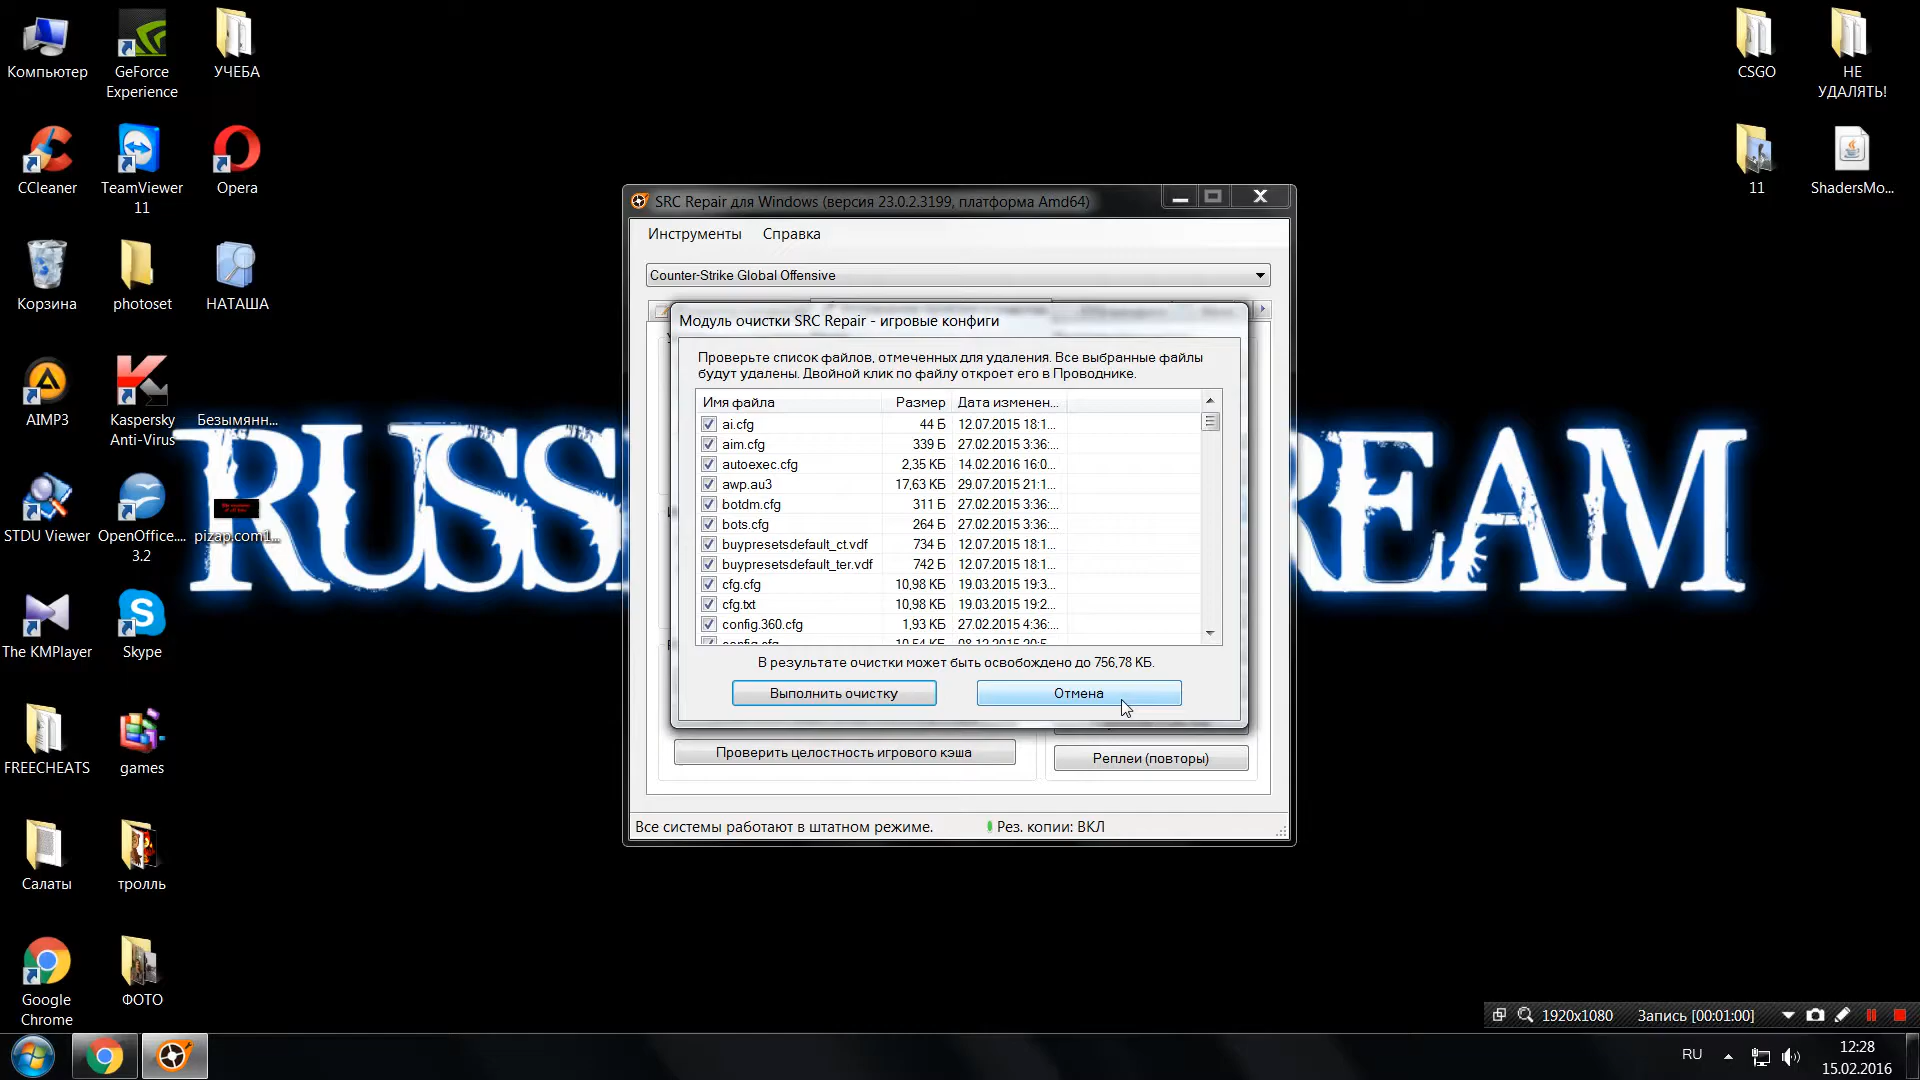 Компьютер
GeForce
Experience
УЧЕБА
CSGO
НЕ
УДАЛЯТЬ!
CCleaner
TeamViewer
11
Opera
11
ShadersMo...
Корзина
photoset
НАТАША
AIMP3
Kaspersky
Anti-Virus
Безымянн...
STDU Viewer
OpenOffice....
3.2
pizap.com1...
The KMPlayer
Skype
FREECHEATS
games
Салаты
тролль
Google
Chrome
ФОТО
SRC Repair для Windows (версия 23.0.2.3199, платформа Amd64)
Инструменты Справка
Counter-Strike Global Offensive
Модуль очистки SRC Repair - игровые конфиги
Проверьте список файлов, отмеченных для удаления. Все выбранные файлы
будут удалены. Двойной клик по файлу откроет его в Проводнике.
Имя файла Размер Дата изменен...
ai.cfg 44 Б 12.07.2015 18:1...
aim.cfg 339 Б 27.02.2015 3:36:...
autoexec.cfg 2,35 КБ 14.02.2016 16:0...
awp.au3 17,63 КБ 29.07.2015 21:1...
botdm.cfg 311 Б 27.02.2015 3:36:...
bots.cfg 264 Б 27.02.2015 3:36:...
buypresetsdefault_ct.vdf 734 Б 12.07.2015 18:1...
buypresetsdefault_ter.vdf 742 Б 12.07.2015 18:1...
cfg.cfg 10,98 КБ 19.03.2015 19:3...
cfg.txt 10,98 КБ 19.03.2015 19:2...
config.360.cfg 1,93 КБ 27.02.2015 4:36:...
config.cfg 10,54 КБ 08.12.2015 20:5...
В результате очистки может быть освобождено до 756,78 КБ.
Выполнить очистку Отмена
Проверить целостность игрового кэша
Реплеи (повторы)
Все системы работают в штатном режиме. Рез. копии: ВКЛ
1920x1080 Запись [00:01:00]
RU
12:28
15.02.2016